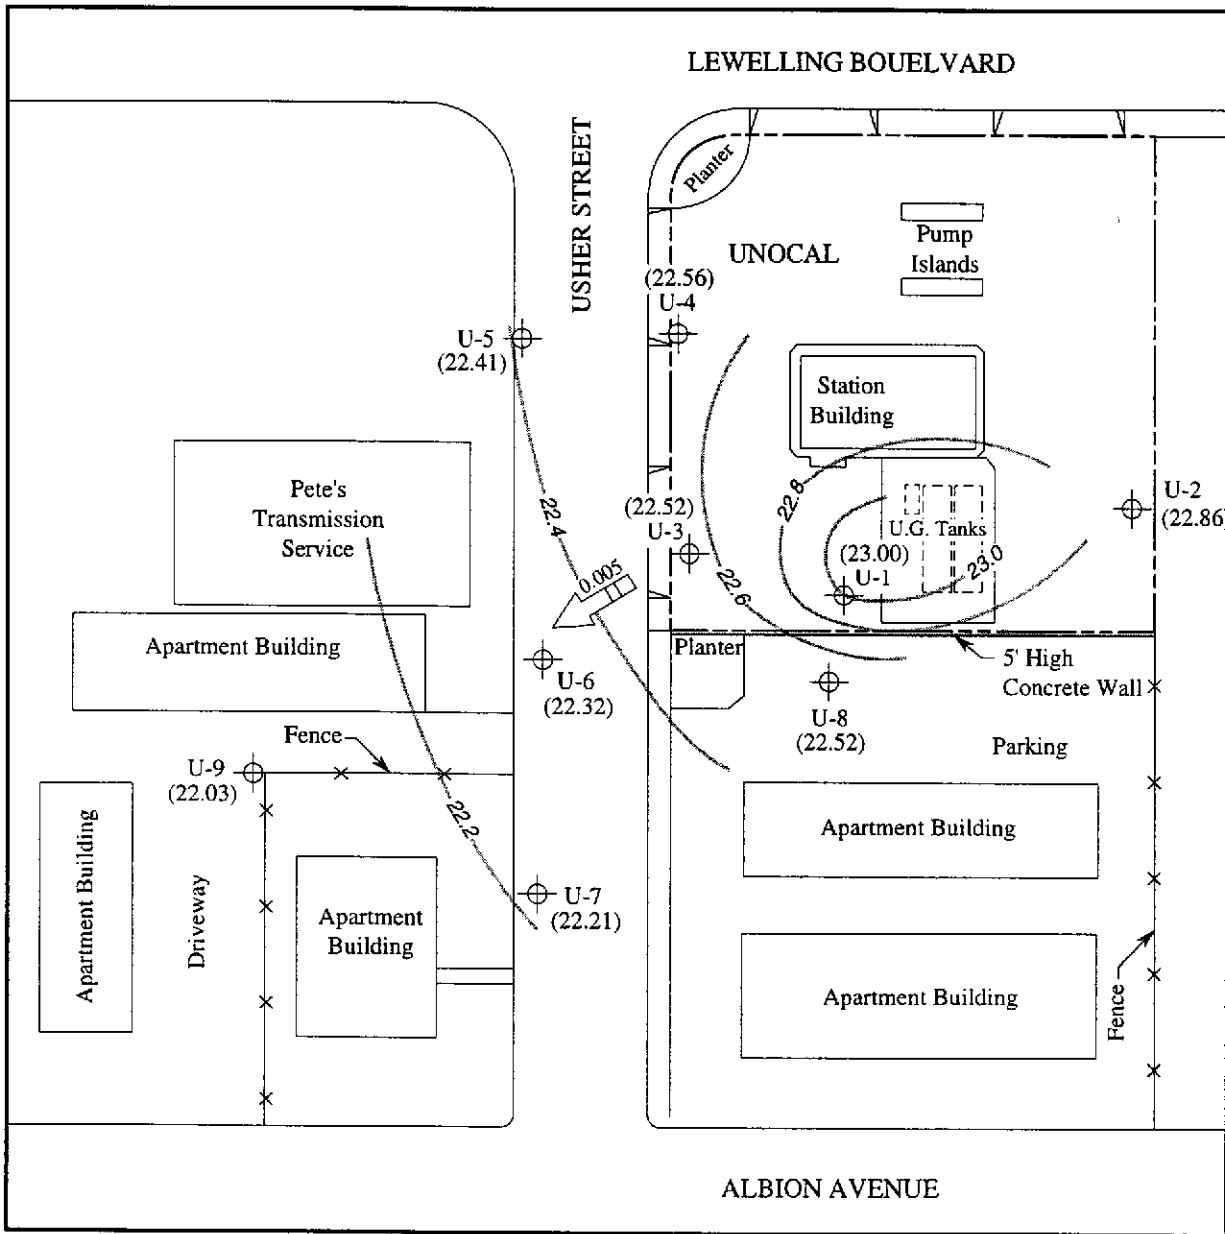 LEWELLING BOUELVARD
USHER STREET
Planter
UNOCAL
Pump
Islands
(22.56)
U-4
U-5
(22.41)
Station
Building
Pete's
Transmission
Service
22.4
22.8
(22.52)
U-3
U-2
(22.86)
U.G. Tanks
(23.00)
U-1
23.0
22.6
0.005
Apartment Building
Planter
5' High
Concrete Wall
U-6
(22.32)
U-8
(22.52)
Parking
Fence
U-9
(22.03)
22.2
Apartment Building
Apartment Building
Driveway
Apartment
Building
U-7
(22.21)
Apartment Building
Fence
ALBION AVENUE